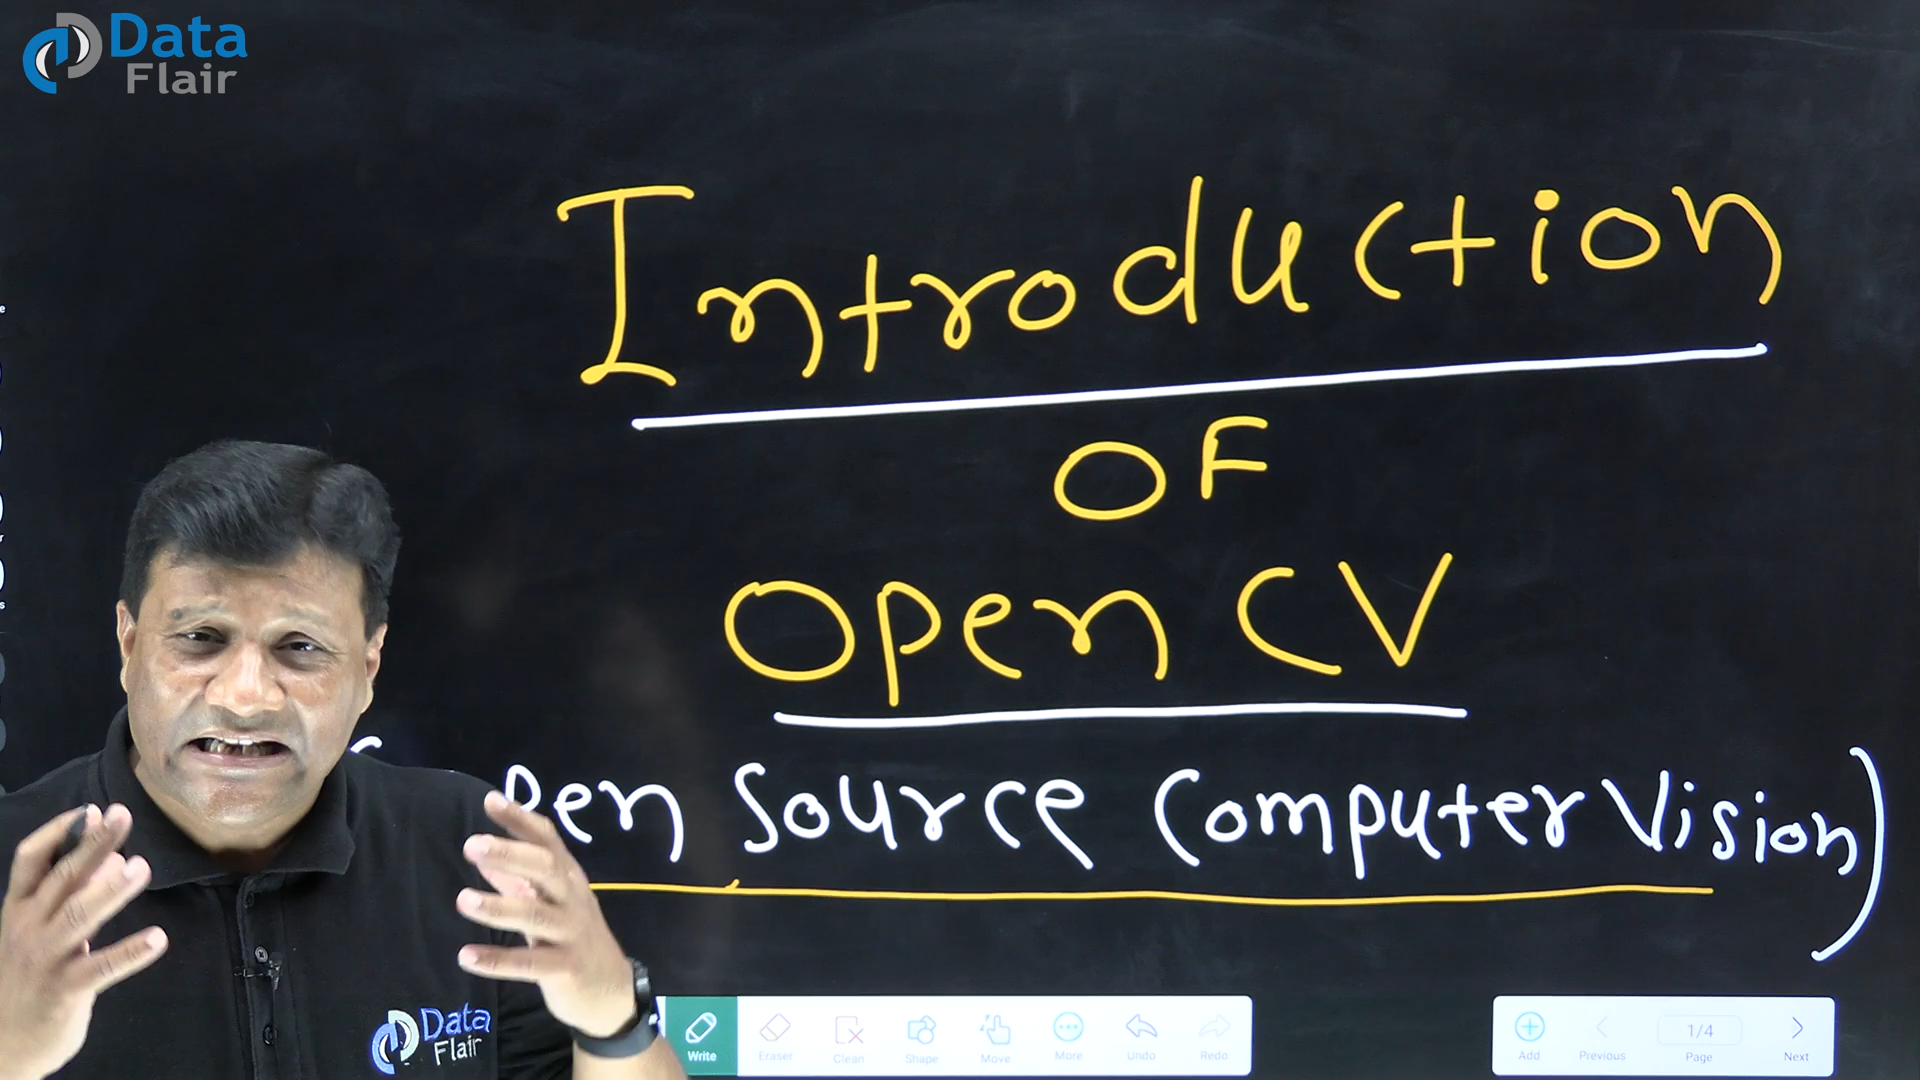 Data
Flair
Introduction
OF
Open CV
pen Source Computer Vision)
Data
Flair
Write
Eraser
Clean
Shape
Move
More
Undo
Redo
Add
Previous
1/4
Page
Next